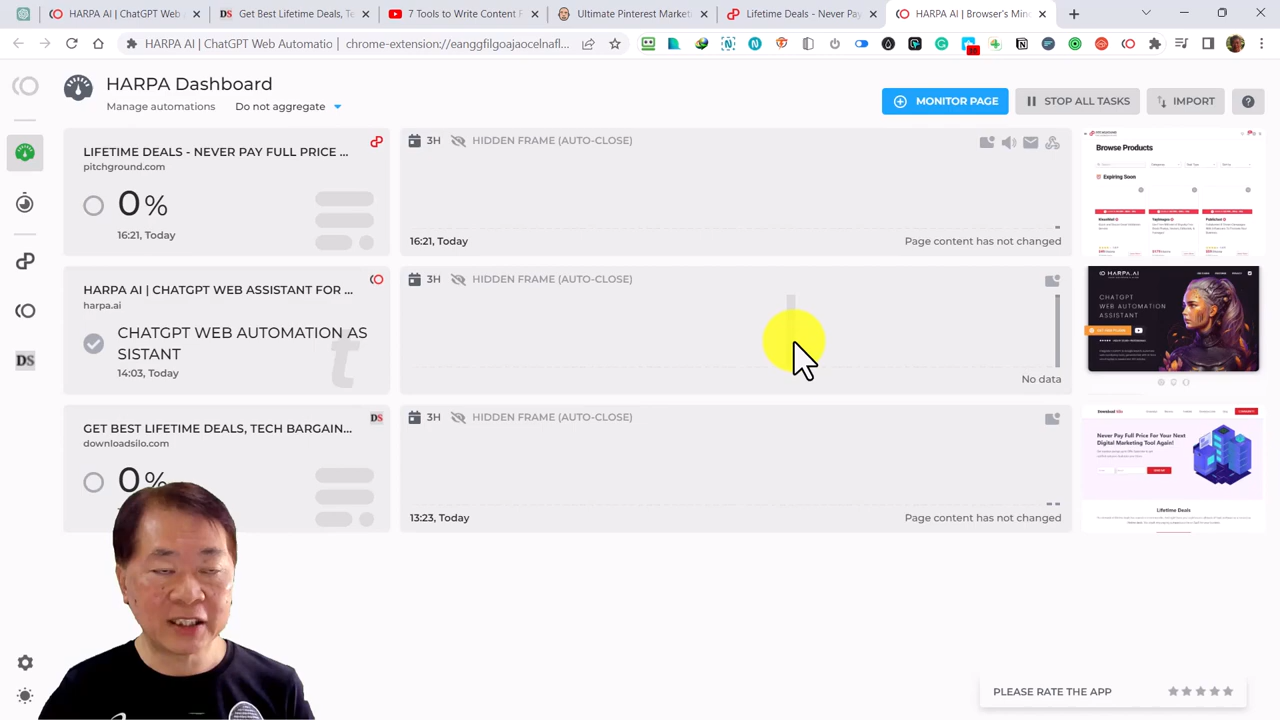 HARPA AI | ChatGPT Web
DS Get Best Lifetime Deals, Te
7 Tools to Write Content F
Ultimate Pinterest Market
Lifetime Deals - Never Pay
HARPA AI | Browser's Mind
HARPA AI | ChatGPT Web Automatio | chrome-extension://eanggfilgoajaoce
HARPA Dashboard
Manage automations Do not aggregate
MONITOR PAGE
STOP ALL TASKS
IMPORT
?
LIFETIME DEALS - NEVER PAY FULL PRICE ...
pitchground.com
0%
16:21, Today
3H HIDDEN FRAME (AUTO-CLOSE)
16:21, Today
Page content has not changed
Browse Products
Expiring Soon
HARPA AI | CHATGPT WEB ASSISTANT FOR ...
harpa.ai
CHATGPT WEB AUTOMATION AS
SISTANT
14:03, Today
HIDDEN FRAME (AUTO-CLOSE)
No data
HARPA.AI
CHATGPT
WEB AUTOMATION
ASSISTANT
DS
GET BEST LIFETIME DEALS, TECH BARGAIN...
DS
downloadsilo.com
0%
3H HIDDEN FRAME (AUTO-CLOSE)
13:23, Today
Page content has not changed
Never Pay Full Price For Your Next
Digital Marketing Tool Again!
Lifetime Deals
PLEASE RATE THE APP